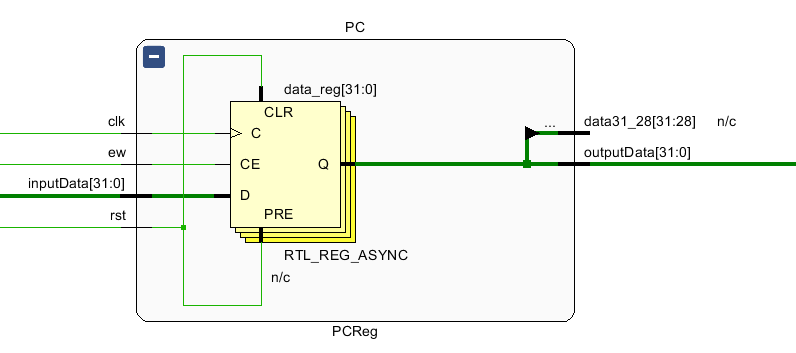 PC
data_reg[31:0]
CLR
clk
C
...
data31_28[31:28]
n/c
ew
CE
Q
outputData[31:0]
inputData[31:0]
D
rst
PRE
RTL_REG_ASYNC
n/c
PCReg